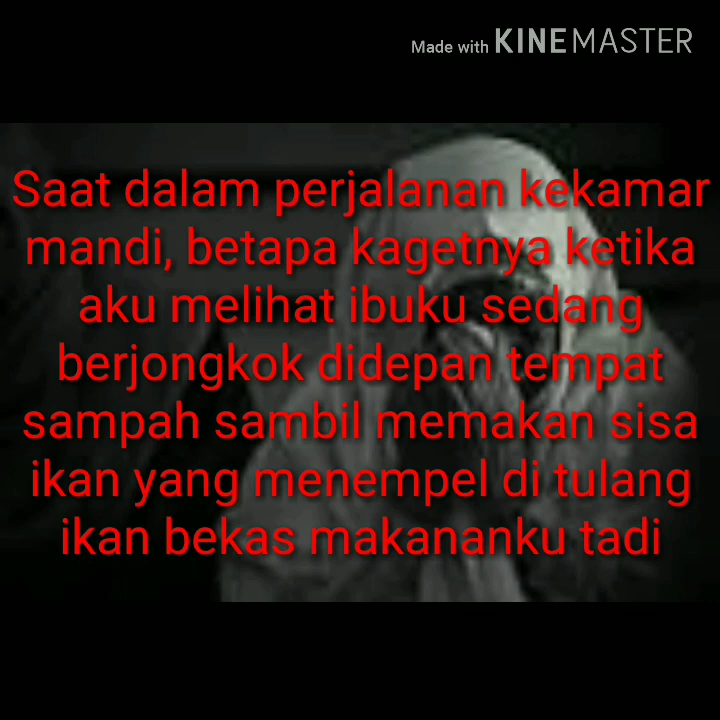 Made with KINEMASTER
Saat dalam perjalanan kekamar
mandi, betapa kagetnya ketika
aku melihat ibuku sedang
berjongkok didepan tempat
sampah sambil memakan sisa
ikan yang menempel di tulang
ikan bekas makananku tadi